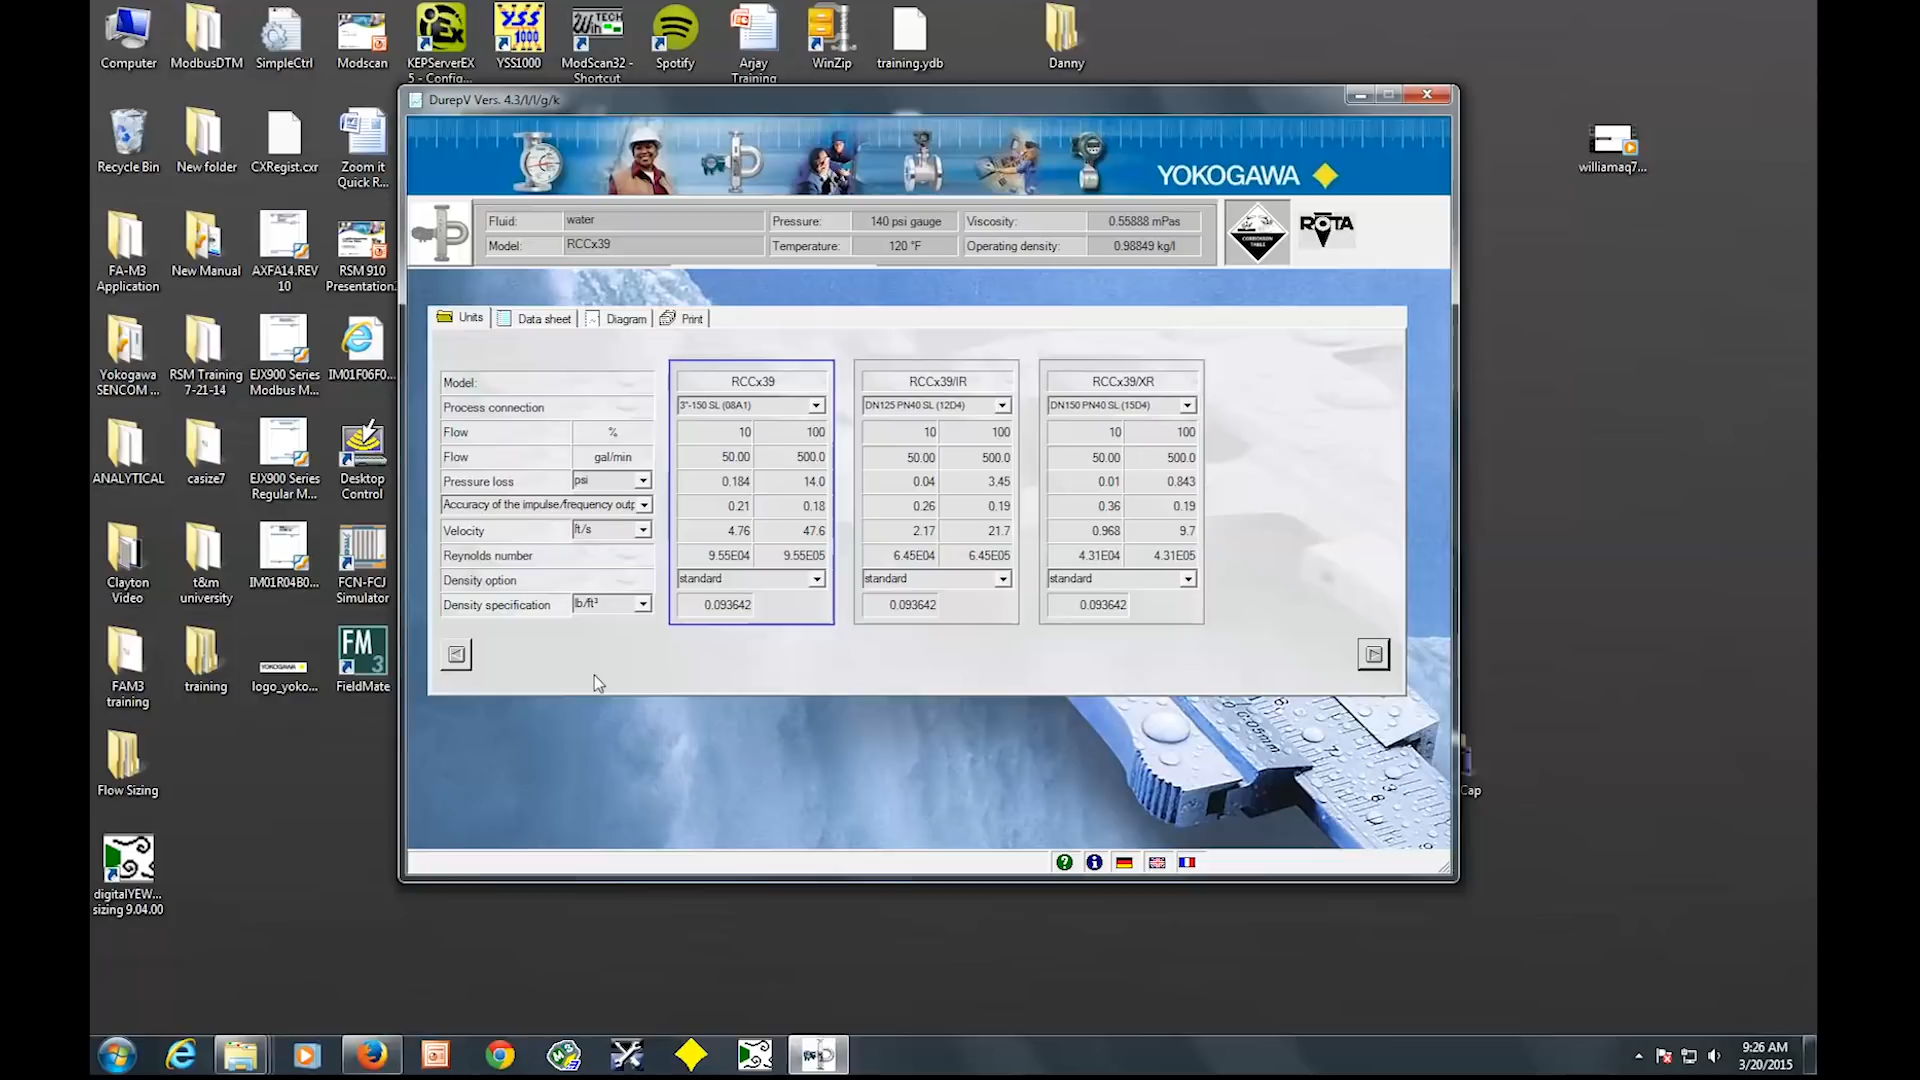 Computer
ModbusDTM
SimpleCtrl
Modscan
KEPServerEX
5 - Config...
YSS1000
ModScan32 -
Shortcut
Spotify
Arjay
Training
WinZip
training.ydb
Danny
Recycle Bin
New folder
CXRegist.cxr
Zoom it
Quick R...
FA-M3
Application
New Manual
AXFA14.REV
10
RSM 910
Presentation...
Yokogawa
SENCOM ...
RSM Training
7-21-14
EJX900 Series
Modbus M...
IM01F06F0...
ANALYTICAL
casize7
EJX900 Series
Regular M...
Desktop
Control
Clayton
Video
t&m
university
IM01R04B0...
FCN-FCJ
Simulator
FAM3
training
training
YOKOGAWA
logo_yoko...
FM
3
FieldMate
Flow Sizing
digitalYEW...
sizing 9.04.00
williamaq7...
Cap
DurepV Vers. 4.3/l/l/g/k
YOKOGAWA
Fluid: water Pressure: 140 psi gauge Viscosity: 0.55888 mPas
Model: RCCx39 Temperature: 120 °F Operating density: 0.98849 kg/l
CORROSION
TABLE
ROTA
Units Data sheet Diagram Print
Model: RCCx39 RCCx39/IR RCCx39/XR
Process connection 3"-150 SL (08A1) DN125 PN40 SL (12D4) DN150 PN40 SL (15D4)
Flow % 10 100 10 100 10 100
Flow gal/min 50.00 500.0 50.00 500.0 50.00 500.0
Pressure loss psi 0.184 14.0 0.04 3.45 0.01 0.843
Accuracy of the impulse/frequency outp 0.21 0.18 0.26 0.19 0.36 0.19
Velocity ft/s 4.76 47.6 2.17 21.7 0.968 9.7
Reynolds number 9.55E04 9.55E05 6.45E04 6.45E05 4.31E04 4.31E05
Density option standard standard standard
Density specification lb/ft³ 0.093642 0.093642 0.093642
0.05mm
9:26 AM
3/20/2015